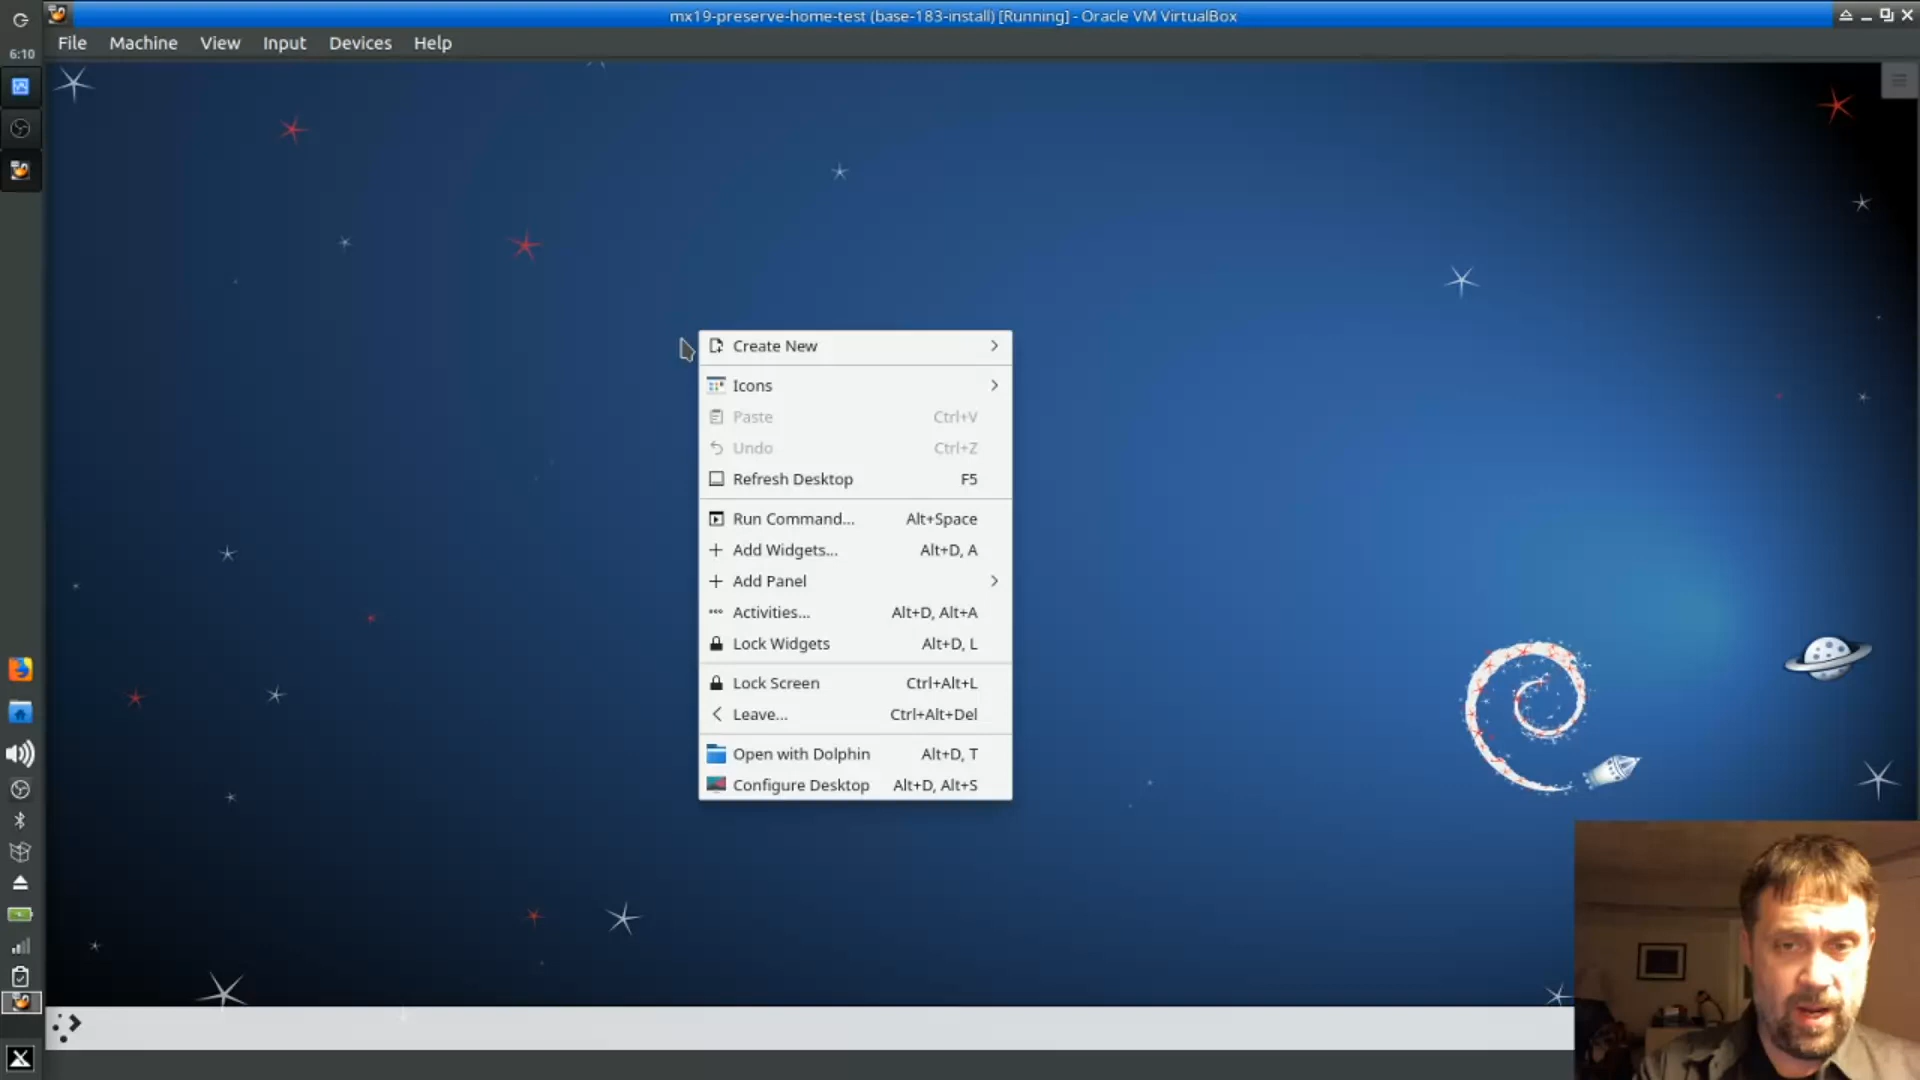 mx19-preserve-home-test (base-183-install) [Running] - Oracle VM VirtualBox
6:10
File Machine View Input Devices Help
Create New
Icons
Paste Ctrl+V
Undo Ctrl+Z
Refresh Desktop F5
Run Command... Alt+Space
Add Widgets... Alt+D, A
Add Panel
Activities... Alt+D, Alt+A
Lock Widgets Alt+D, L
Lock Screen Ctrl+Alt+L
Leave... Ctrl+Alt+Del
Open with Dolphin Alt+D, T
Configure Desktop Alt+D, Alt+S